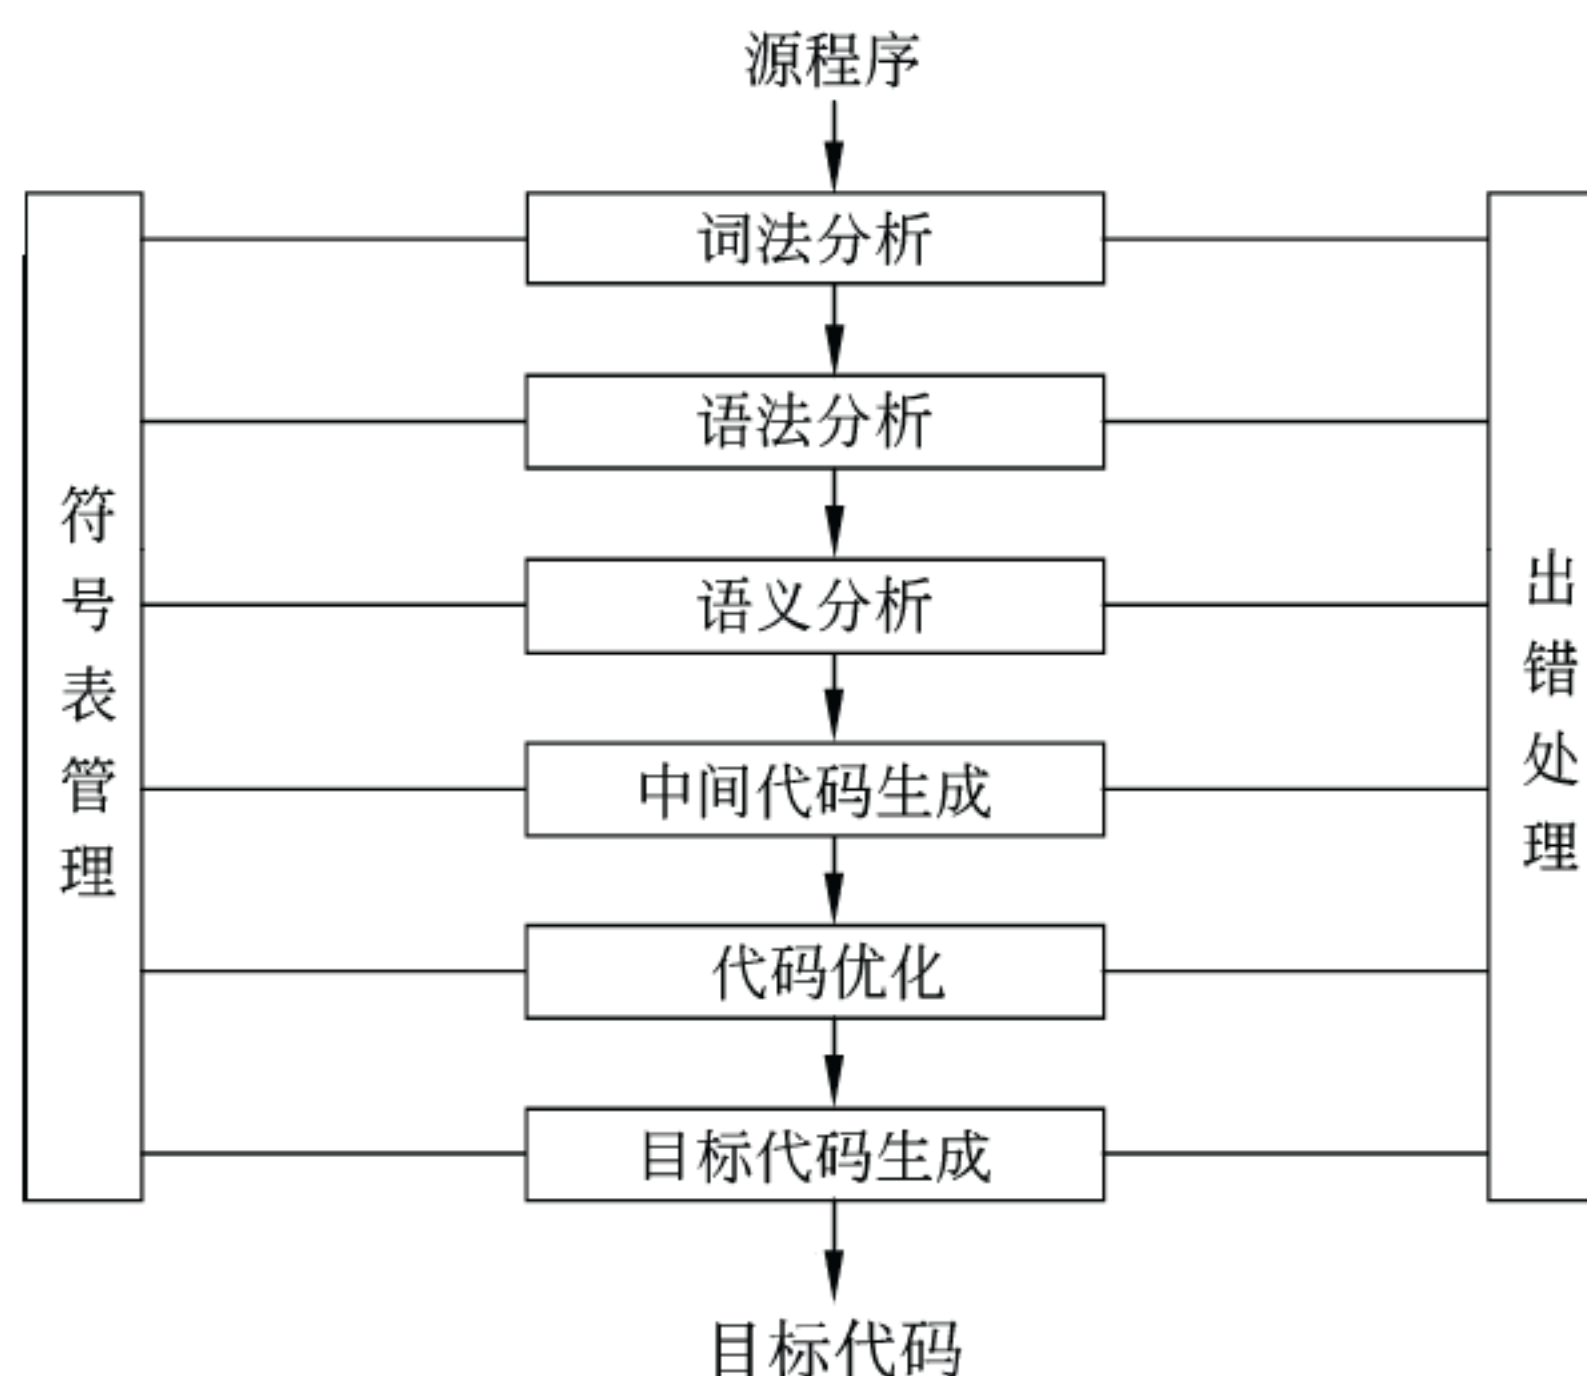 源程序
词法分析
语法分析
语义分析
中间代码生成
代码优化
目标代码生成
目标代码
符号表管理
出错处理